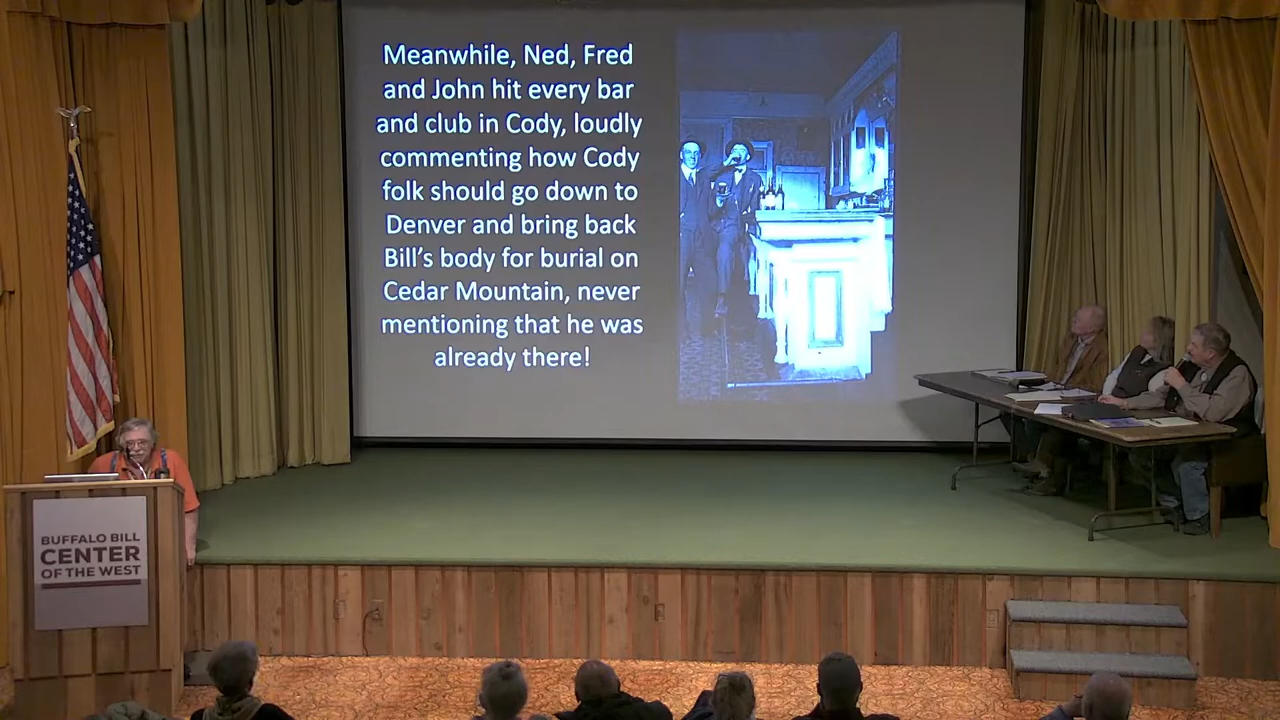 Meanwhile, Ned, Fred
and John hit every bar
and club in Cody, loudly
commenting how Cody
folk should go down to
Denver and bring back
Bill's body for burial on
Cedar Mountain, never
mentioning that he was
already there!
BUFFALO BILL
CENTER
OF THE WEST